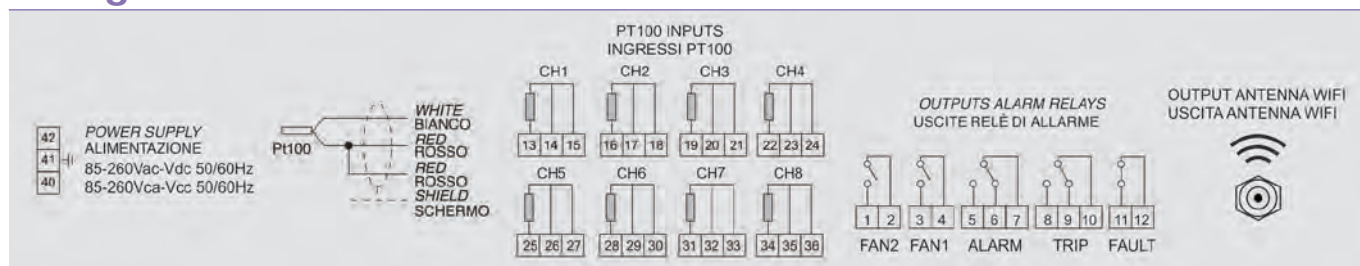 42
41
40
POWER SUPPLY
ALIMENTAZIONE
85-260Vac-Vdc 50/60Hz
85-260Vca-Vcc 50/60Hz
Pt100
WHITE
BIANCO
RED
ROSSO
RED
ROSSO
SHIELD
SCHERMO
PT100 INPUTS
INGRESSI PT100
CH1 CH2 CH3 CH4
13 14 15 16 17 18 19 20 21 22 23 24
CH5 CH6 CH7 CH8
25 26 27 28 29 30 31 32 33 34 35 36
OUTPUTS ALARM RELAYS
USCITE RELÈ DI ALLARME
1 2 3 4 5 6 7 8 9 10 11 12
FAN2 FAN1 ALARM TRIP FAULT
OUTPUT ANTENNA WIFI
USCITA ANTENNA WIFI